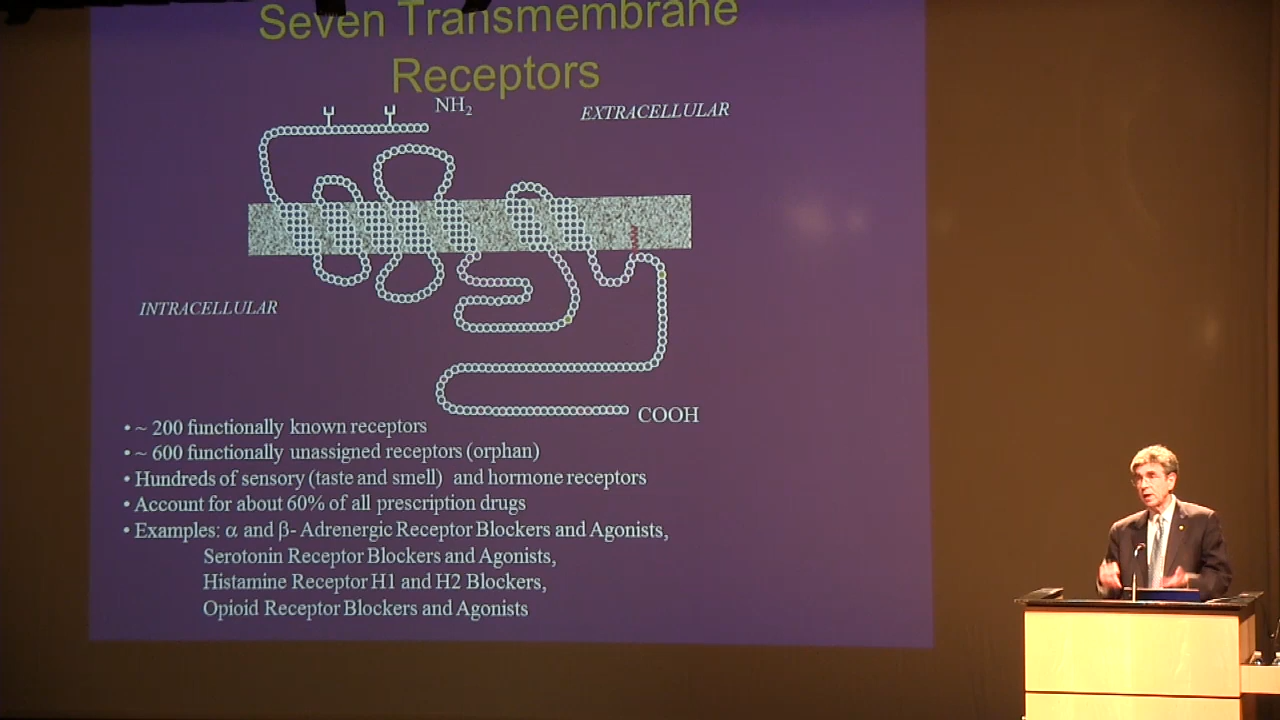 Seven Transmembrane
Receptors
NH₂
EXTRACELLULAR
INTRACELLULAR
COOH
• ~ 200 functionally known receptors
• ~ 600 functionally unassigned receptors (orphan)
• Hundreds of sensory (taste and smell) and hormone receptors
• Account for about 60% of all prescription drugs
• Examples: α and β- Adrenergic Receptor Blockers and Agonists,
Serotonin Receptor Blockers and Agonists,
Histamine Receptor H1 and H2 Blockers,
Opioid Receptor Blockers and Agonists